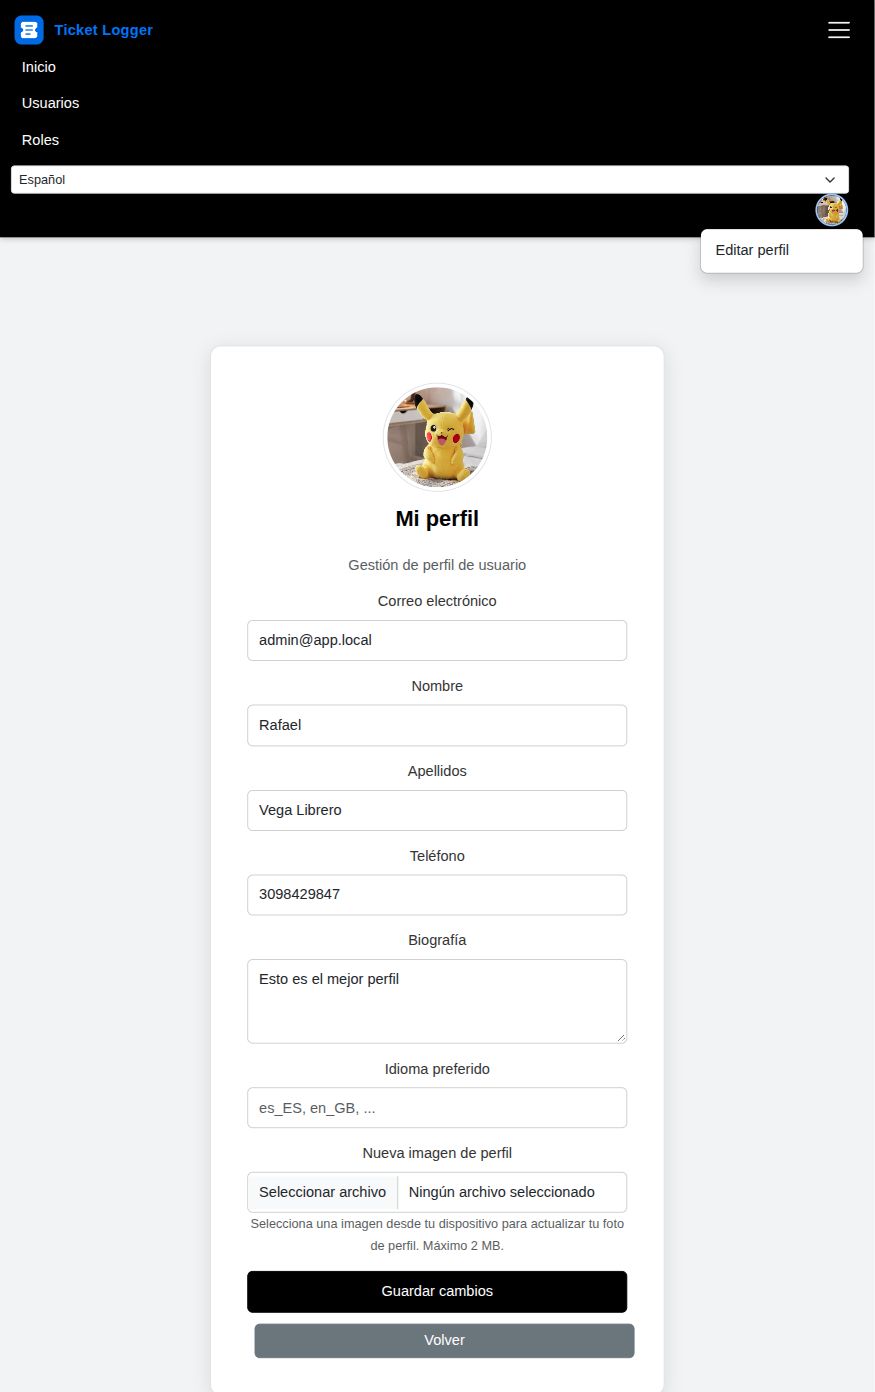 Ticket Logger
Inicio
Usuarios
Roles
Español
Editar perfil
Mi perfil
Gestión de perfil de usuario
Correo electrónico
admin@app.local
Nombre
Rafael
Apellidos
Vega Librero
Teléfono
3098429847
Biografía
Esto es el mejor perfil
Idioma preferido
es_ES, en_GB, ...
Nueva imagen de perfil
Seleccionar archivo Ningún archivo seleccionado
Selecciona una imagen desde tu dispositivo para actualizar tu foto
de perfil. Máximo 2 MB.
Guardar cambios
Volver